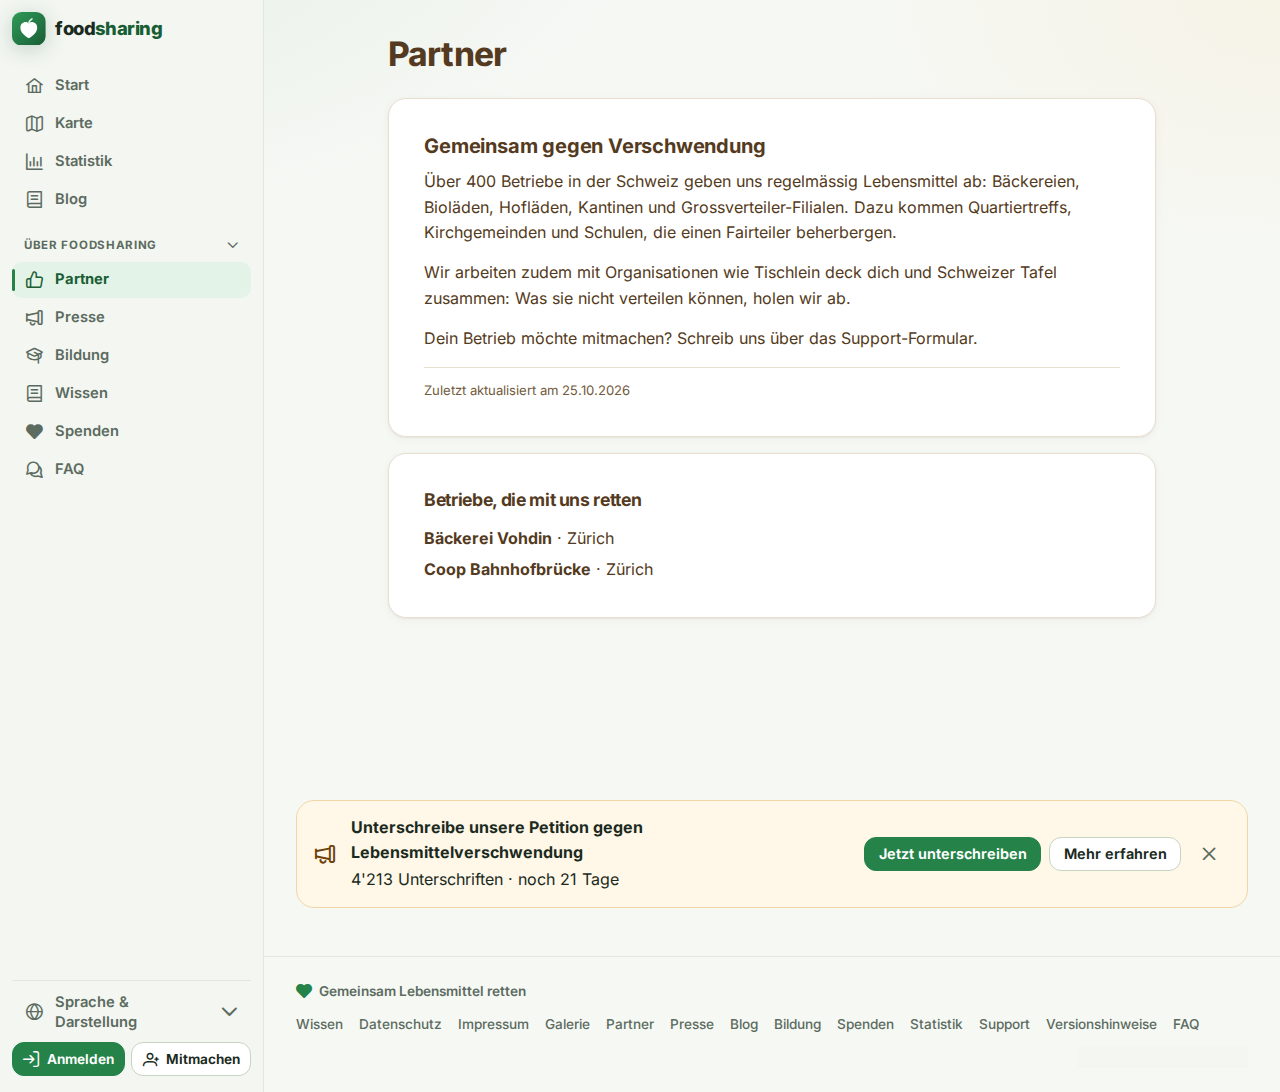 foodsharing
Start
Karte
Statistik
Blog
ÜBER FOODSHARING
Partner
Presse
Bildung
Wissen
Spenden
FAQ
Sprache &
Darstellung
Anmelden
Mitmachen
Partner
Gemeinsam gegen Verschwendung
Über 400 Betriebe in der Schweiz geben uns regelmässig Lebensmittel ab: Bäckereien,
Bioläden, Hofläden, Kantinen und Grossverteiler-Filialen. Dazu kommen Quartiertreffs,
Kirchgemeinden und Schulen, die einen Fairteiler beherbergen.
Wir arbeiten zudem mit Organisationen wie Tischlein deck dich und Schweizer Tafel
zusammen: Was sie nicht verteilen können, holen wir ab.
Dein Betrieb möchte mitmachen? Schreib uns über das Support-Formular.
Zuletzt aktualisiert am 25.10.2026
Betriebe, die mit uns retten
Bäckerei Vohdin · Zürich
Coop Bahnhofbrücke · Zürich
Unterschreibe unsere Petition gegen
Lebensmittelverschwendung
4'213 Unterschriften · noch 21 Tage
Jetzt unterschreiben
Mehr erfahren
Gemeinsam Lebensmittel retten
Wissen Datenschutz Impressum Galerie Partner Presse Blog Bildung Spenden Statistik Support Versionshinweise FAQ